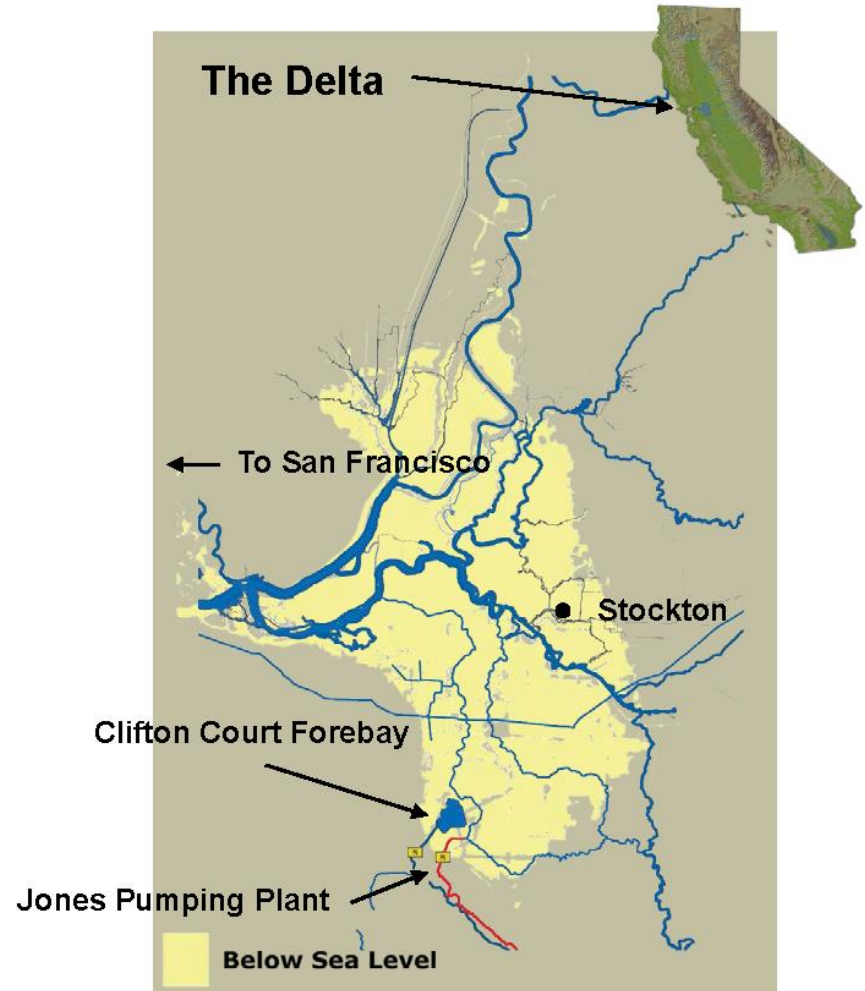 The Delta
To San Francisco
Stockton
Clifton Court Forebay
Jones Pumping Plant
Below Sea Level